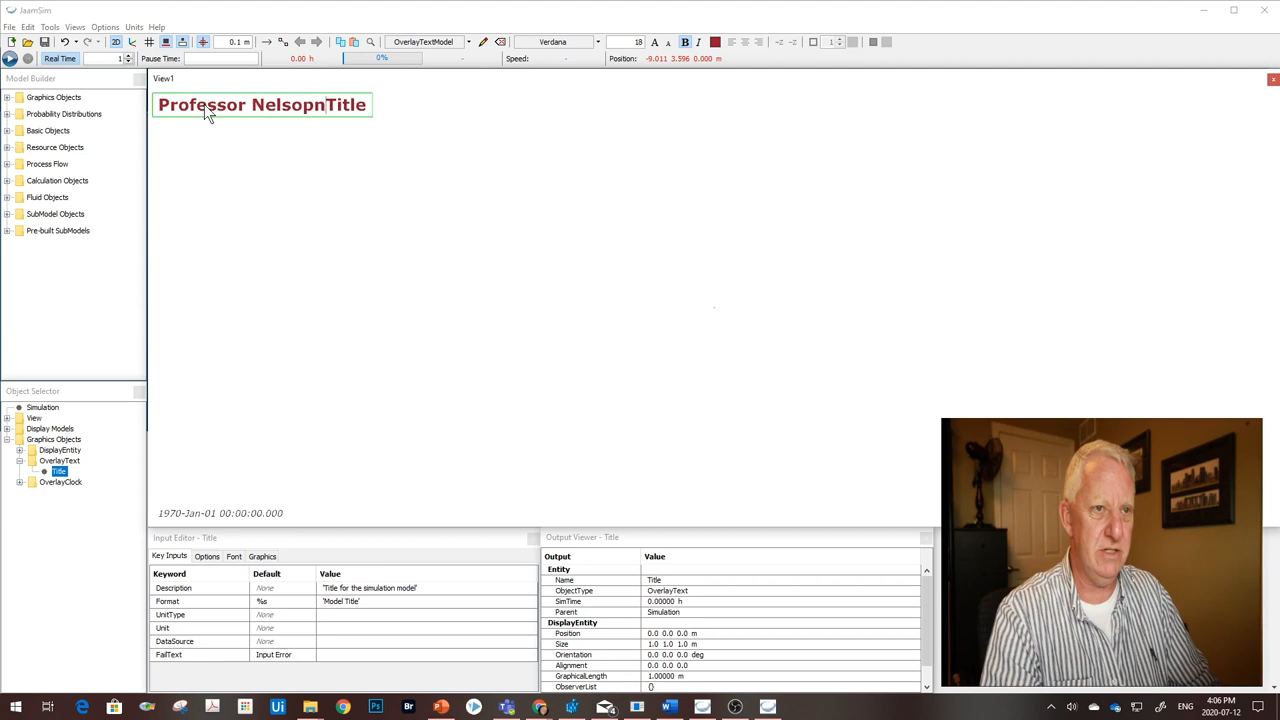 JaamSim
File Edit Tools Views Options Units Help
2D 0.1 m OverlayTextModel Verdana 18 A A B I 1
Real Time 1 Pause Time: 0.00 h 0% - Speed: - Position: -9.011 3.596 0.000 m
Model Builder
Graphics Objects
Probability Distributions
Basic Objects
Resource Objects
Process Flow
Calculation Objects
Fluid Objects
SubModel Objects
Pre-built SubModels
View1
x
Professor NelsopnTitle
1970-Jan-01 00:00:00.000
Object Selector
Simulation
View
Display Models
Graphics Objects
DisplayEntity
OverlayText
Title
OverlayClock
Input Editor - Title
Key Inputs Options Font Graphics
Keyword Default Value
Description None 'Title for the simulation model'
Format %s 'Model Title'
UnitType None
Unit None
DataSource None
FailText Input Error
Output Viewer - Title
Output Value
Entity
Name Title
ObjectType OverlayText
SimTime 0.00000 h
Parent Simulation
DisplayEntity
Position 0.0 0.0 0.0 m
Size 1.0 1.0 1.0 m
Orientation 0.0 0.0 0.0 deg
Alignment 0.0 0.0 0.0
GraphicalLength 1.00000 m
ObserverList {}
Ui Ps Br 4 ENG 4:06 PM
2020-07-12